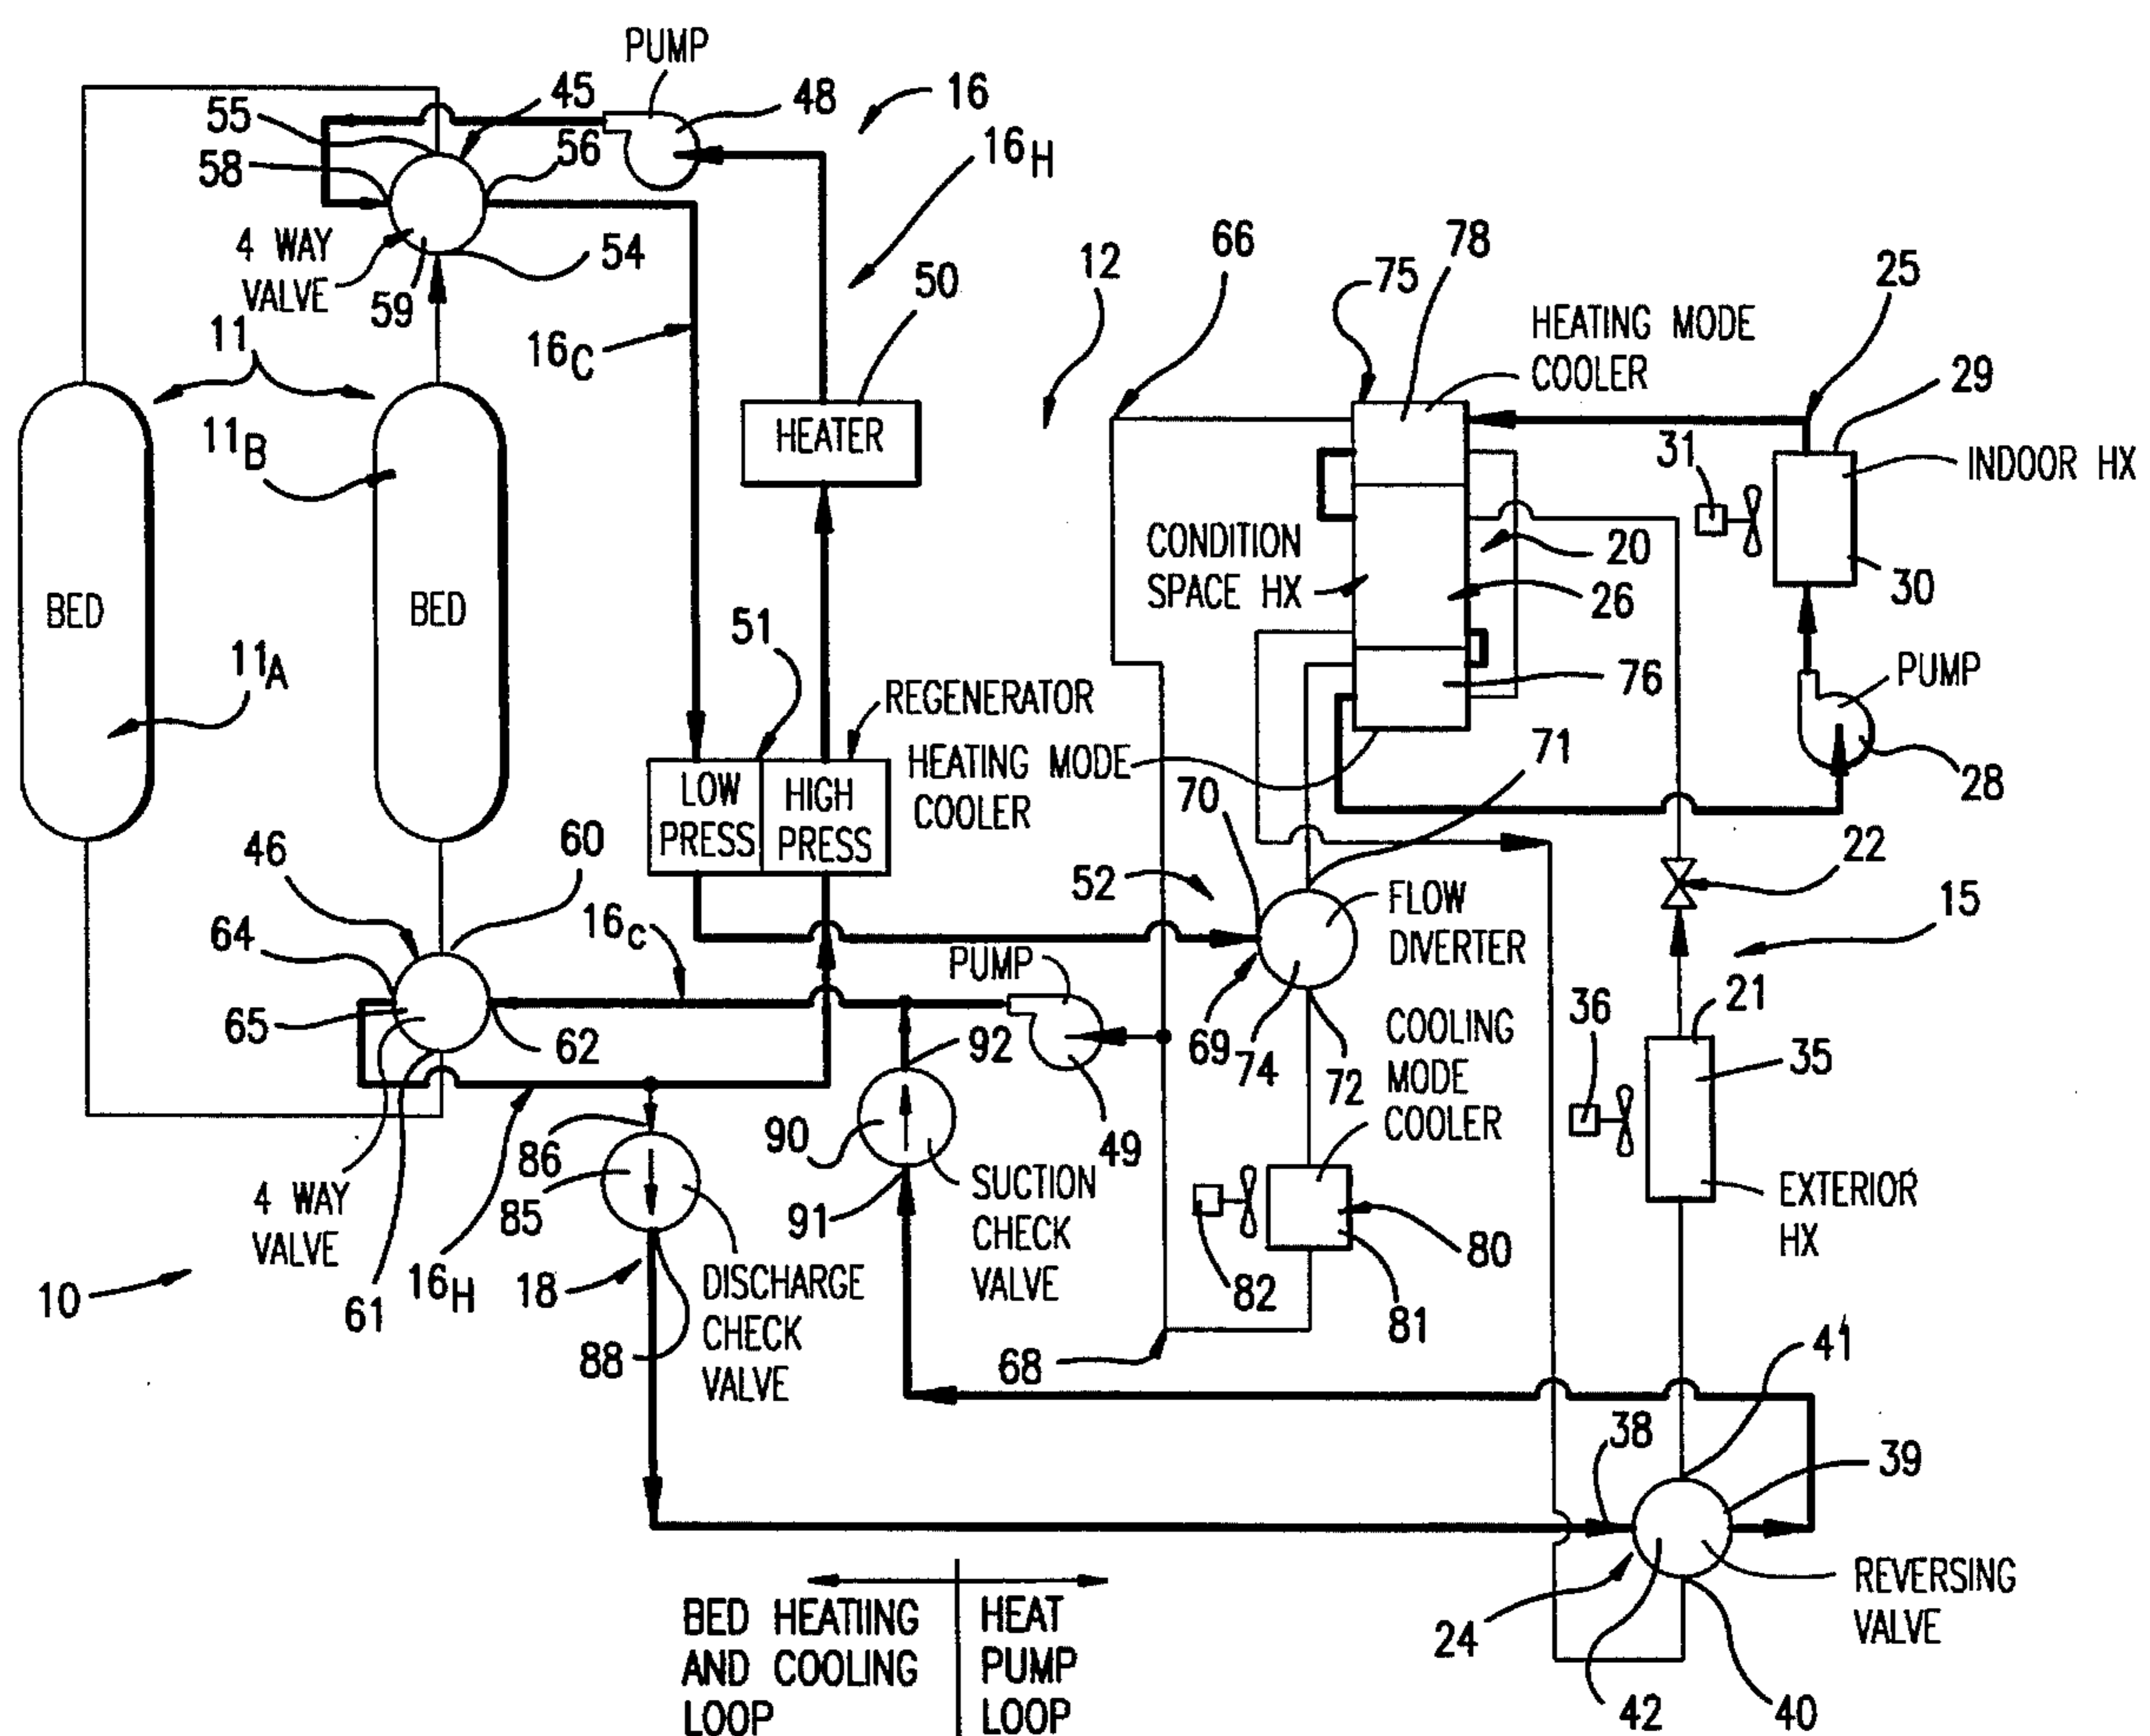 PUMP
55
45
48
16
58
56
16H
4 WAY
VALVE
59
54
11
50
16C
12
66
75
78
25
HEATING MODE
COOLER
29
11B
HEATER
31
INDOOR HX
CONDITION
SPACE HX
20
26
30
BED
BED
51
11A
REGENERATOR
76
PUMP
HEATING MODE
COOLER
71
28
LOW
PRESS
HIGH
PRESS
70
46
60
52
22
64
16C
FLOW
DIVERTER
15
PUMP
65
62
92
69
74
72
COOLING
MODE
COOLER
36
21
35
86
90
49
4 WAY
VALVE
85
91
SUCTION
CHECK
VALVE
EXTERIOR
HX
10
61
16H
18
DISCHARGE
CHECK
VALVE
82
80
81
88
68
41
38
39
24
REVERSING
VALVE
42
40
BED HEATIING
AND COOLING
LOOP
HEAT
PUMP
LOOP